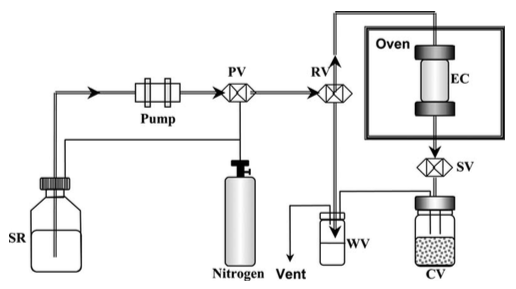 Oven
PV
RV
EC
Pump
SV
SR
WV
Nitrogen
Vent
CV